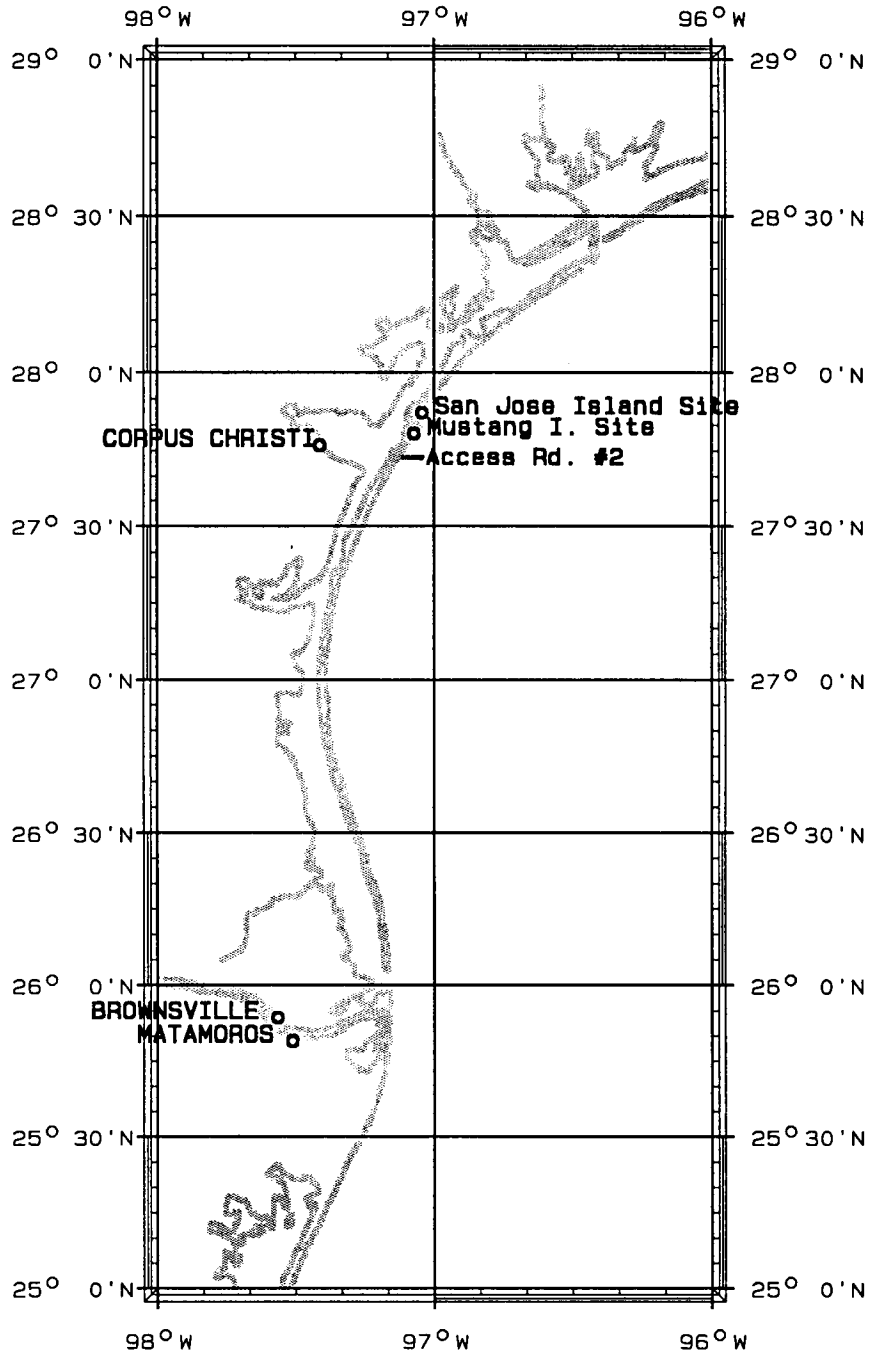 98° W 97° W 96° W
29° 0'N 29° 0'N
28° 30'N 28° 30'N
28° 0'N 28° 0'N
San Jose Island Site
Mustang I. Site
CORPUS CHRISTI
Access Rd. #2
27° 30'N 27° 30'N
27° 0'N 27° 0'N
26° 30'N 26° 30'N
26° 0'N 26° 0'N
BROWNSVILLE
MATAMOROS
25° 30'N 25° 30'N
25° 0'N 25° 0'N
98° W 97° W 96° W